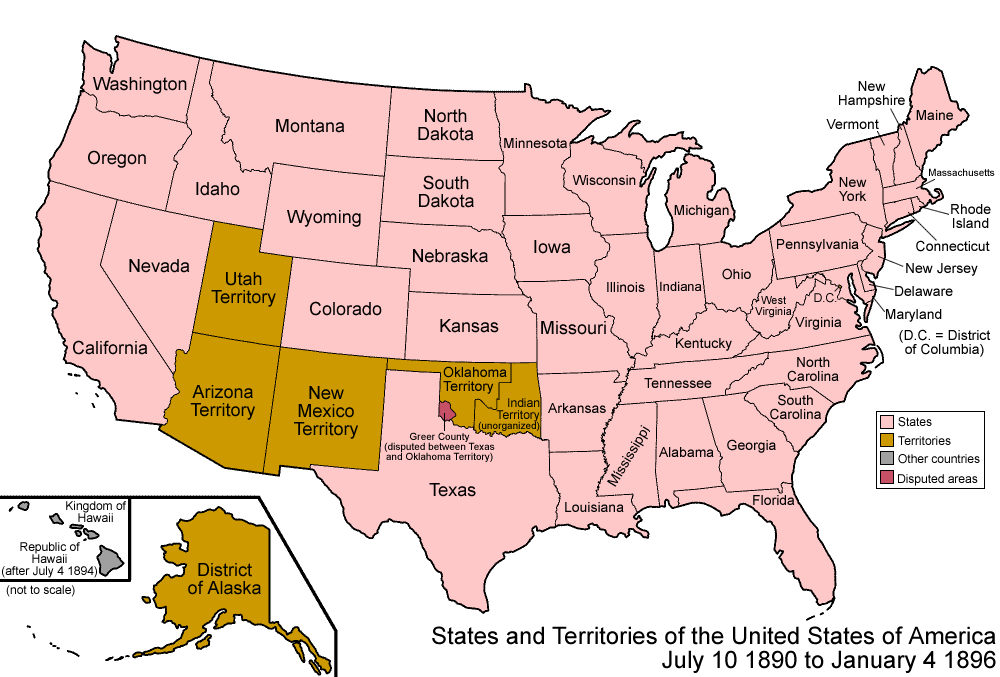 Washington
Oregon
Idaho
Montana
North
Dakota
South
Dakota
Minnesota
Wisconsin
Michigan
Wyoming
Nebraska
Iowa
Nevada
Utah
Territory
Colorado
Kansas
Missouri
Illinois
Indiana
Ohio
Pennsylvania
New
York
Vermont
New
Hampshire
Maine
Massachusetts
Rhode
Island
Connecticut
New Jersey
Delaware
Maryland
(D.C. = District
of Columbia)
D.C.
West
Virginia
Virginia
Kentucky
California
Arizona
Territory
New
Mexico
Territory
Oklahoma
Territory
Indian
Territory
(unorganized)
Greer County
(disputed between Texas
and Oklahoma Territory)
Arkansas
Tennessee
North
Carolina
South
Carolina
Mississippi
Alabama
Georgia
Texas
Louisiana
Florida
States
Territories
Other countries
Disputed areas
Kingdom of
Hawaii
Republic of
Hawaii
(after July 4 1894)
(not to scale)
District
of Alaska
States and Territories of the United States of America
July 10 1890 to January 4 1896